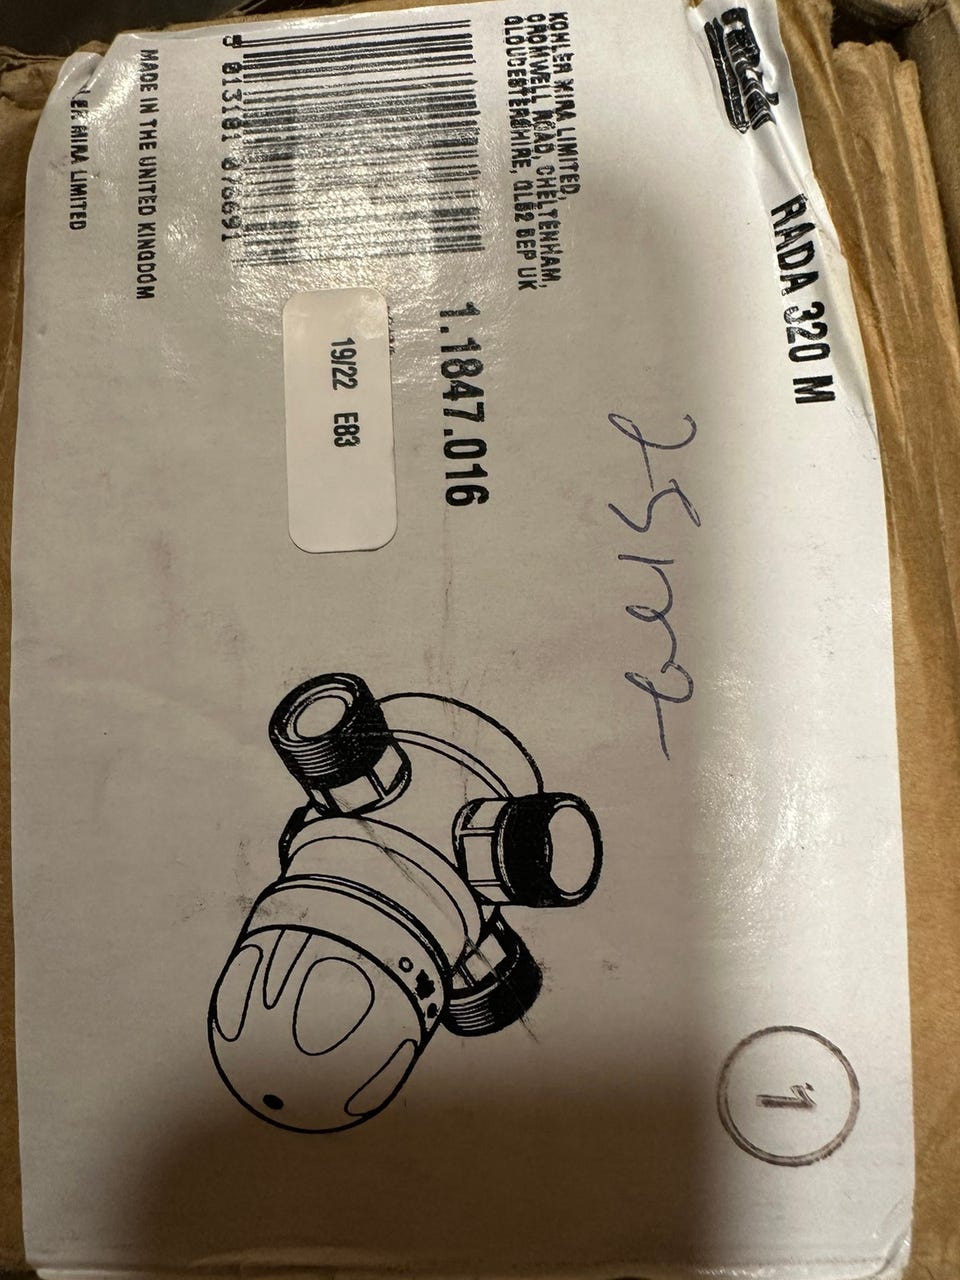 RADA 320 M
KOHLER MIRA LIMITED,
CROMWELL ROAD, CHELTENHAM,
GLOUCESTERSHIRE, GL52 5EP UK
1.1847.016
19/22 E83
MADE IN THE UNITED KINGDOM
MIRA LIMITED
1